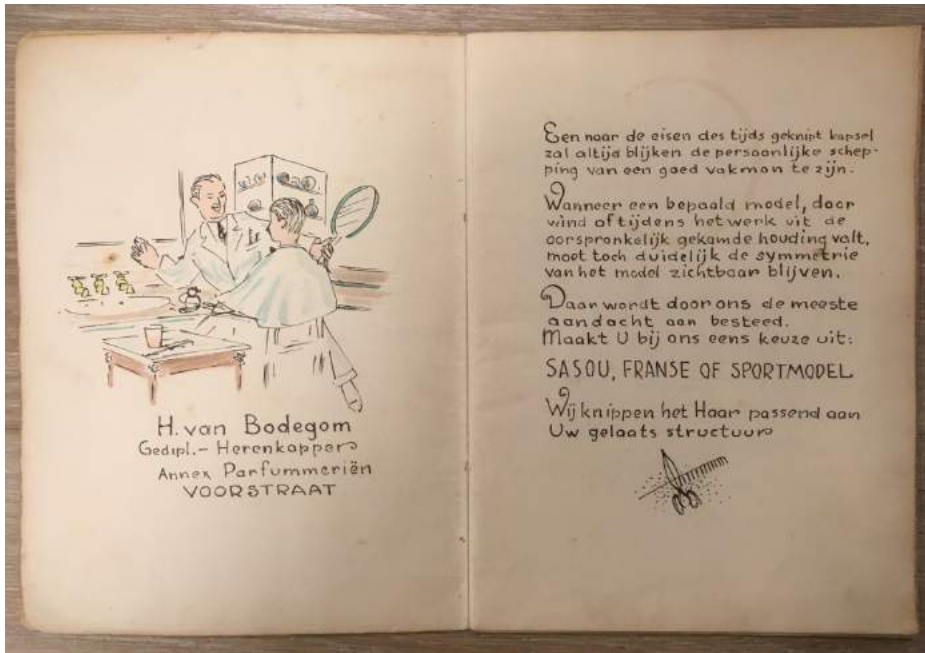 H. van Bodegom
Gedipl.- Herenkapper
Annex Parfummeriën
VOORSTRAAT
Een naar de eisen des tijds geknipt kapsel
zal altijd blijken de persoonlijke schep-
ping van een goed vakman te zijn.
Wanneer een bepaald model, door
wind of tijdens het werk uit de
oorspronkelijk gekamde houding valt,
moet toch duidelijk de symmetrie
van het model zichtbaar blijven.
Daar wordt door ons de meeste
aandacht aan besteed.
Maakt U bij ons eens keuze uit:
SASOU, FRANSE OF SPORTMODEL
Wij knippen het Haar passend aan
Uw gelaats structuur